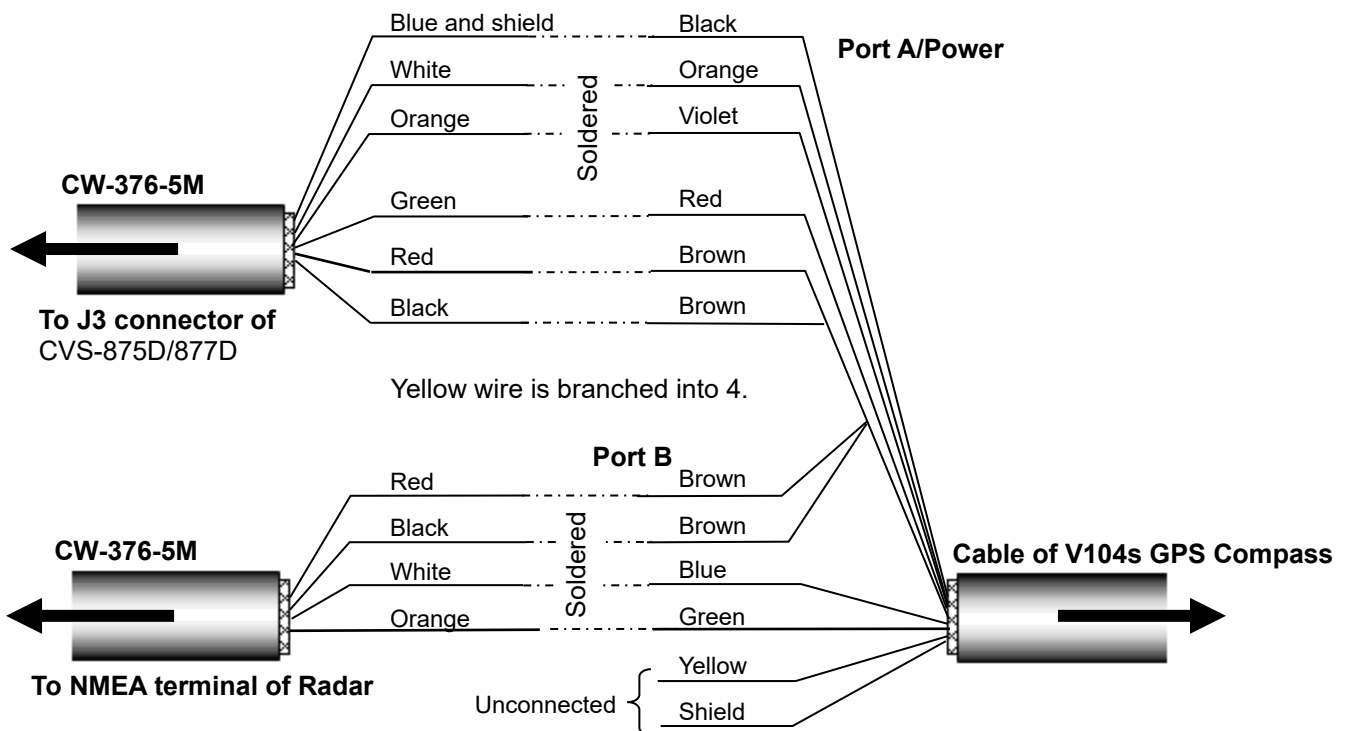 Blue and shield Black
Port A/Power
White Orange
Soldered
Orange Violet
CW-376-5M
Green Red
Red Brown
To J3 connector of
Black Brown
CVS-875D/877D
Yellow wire is branched into 4.
Port B
Red Brown
Black Brown
CW-376-5M
Cable of V104s GPS Compass
White Blue
Soldered
Orange Green
To NMEA terminal of Radar
Yellow
Unconnected
Shield